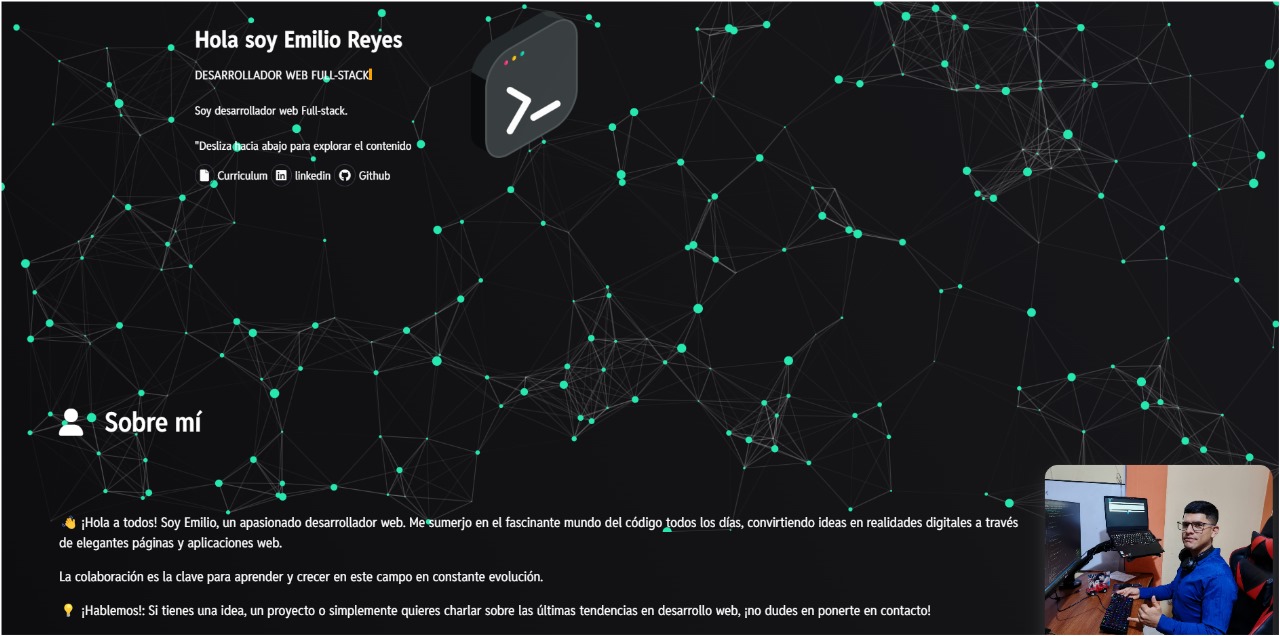 Hola soy Emilio Reyes
DESARROLLADOR WEB FULL-STACK
Soy desarrollador web Full-stack.
"Desliza hacia abajo para explorar el contenido
Curriculum linkedin Github
Sobre mí
👋 ¡Hola a todos! Soy Emilio, un apasionado desarrollador web. Me sumerjo en el fascinante mundo del código todos los días, convirtiendo ideas en realidades digitales a través
de elegantes páginas y aplicaciones web.
La colaboración es la clave para aprender y crecer en este campo en constante evolución.
💡 ¡Hablemos!: Si tienes una idea, un proyecto o simplemente quieres charlar sobre las últimas tendencias en desarrollo web, ¡no dudes en ponerte en contacto!